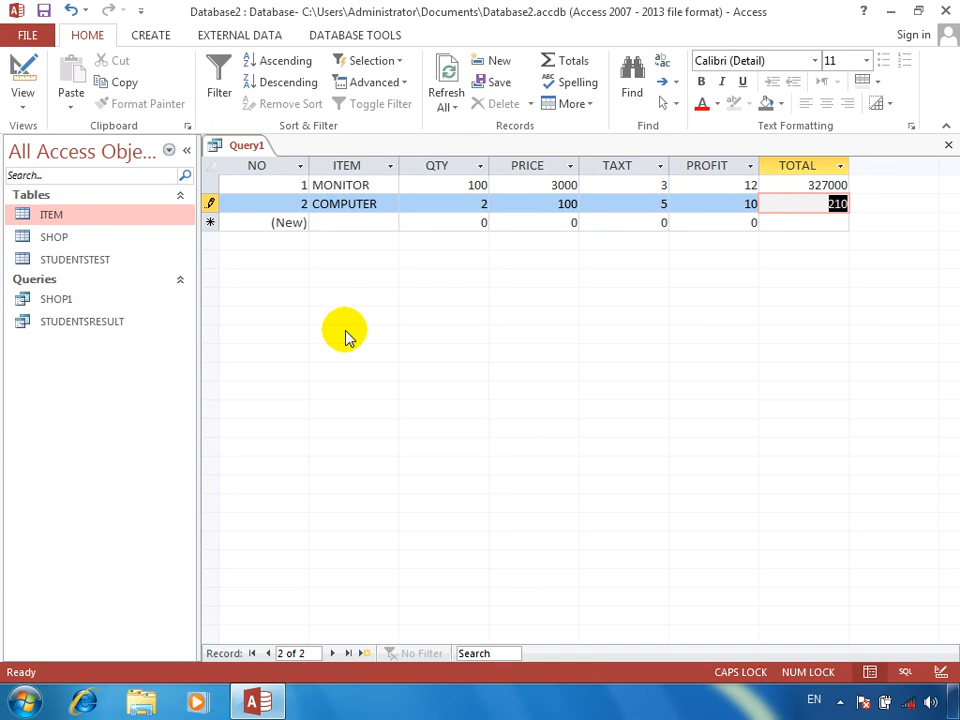 Database2 : Database- C:\Users\Administrator\Documents\Database2.accdb (Access 2007 - 2013 file format) - Access
FILE HOME CREATE EXTERNAL DATA DATABASE TOOLS Sign in
View
Views
Paste
Cut
Copy
Format Painter
Clipboard
Filter
Ascending
Descending
Remove Sort
Selection
Advanced
Toggle Filter
Sort & Filter
Refresh
All
New
Save
Delete
Totals
Spelling
More
Records
Find
Find
Calibri (Detail) 11
B I U
A
Text Formatting
All Access Obje...
Search...
Tables
ITEM
SHOP
STUDENTSTEST
Queries
SHOP1
STUDENTSRESULT
Query1
NO ITEM QTY PRICE TAXT PROFIT TOTAL
1 MONITOR 100 3000 3 12 327000
2 COMPUTER 2 100 5 10 210
(New) 0 0 0 0
Record: 2 of 2 No Filter Search
Ready CAPS LOCK NUM LOCK SQL
EN